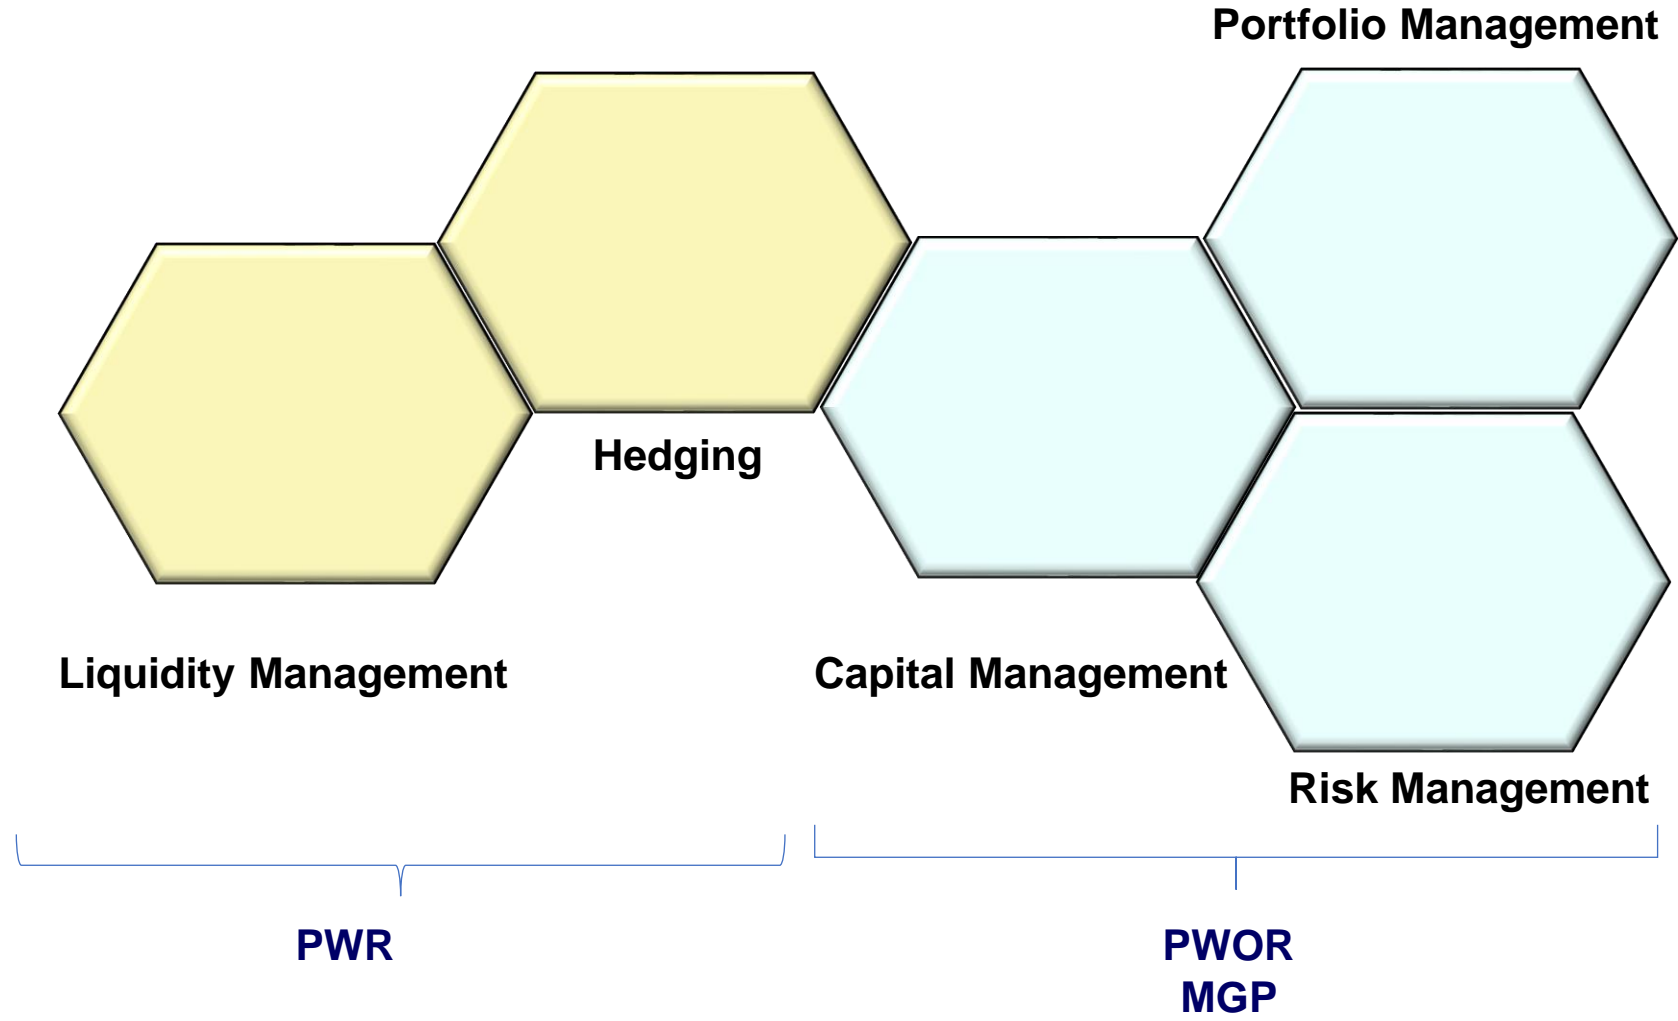 Portfolio Management
Hedging
Liquidity Management
Capital Management
Risk Management
PWR
PWOR
MGP